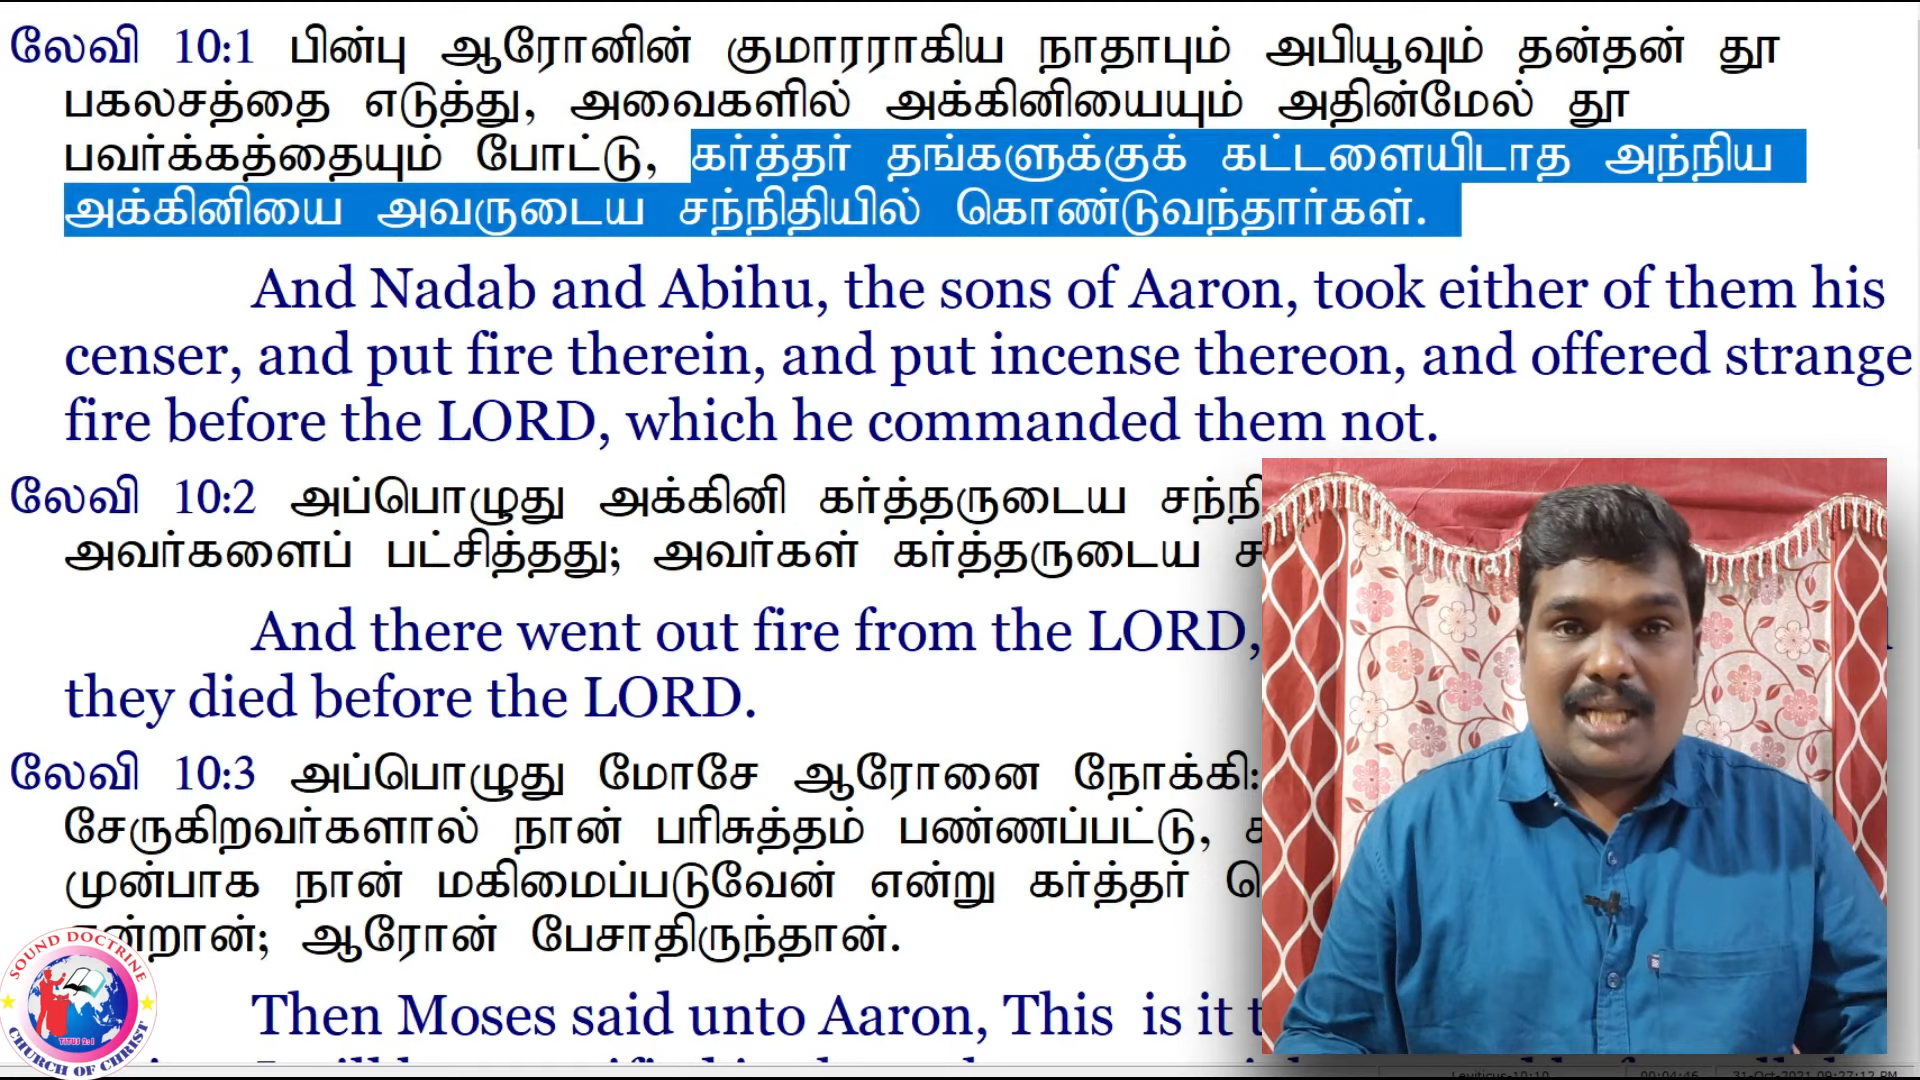 லேவி 10:1 பின்பு ஆரோனின் குமாரராகிய நாதாபும் அபியூவும் தன்தன் தூ
பகலசத்தை எடுத்து, அவைகளில் அக்கினியையும் அதின்மேல் தூ
பவர்க்கத்தையும் போட்டு, கர்த்தர் தங்களுக்குக் கட்டளையிடாத அந்நிய
அக்கினியை அவருடைய சந்நிதியில் கொண்டுவந்தார்கள்.
And Nadab and Abihu, the sons of Aaron, took either of them his
censer, and put fire therein, and put incense thereon, and offered strange
fire before the LORD, which he commanded them not.
லேவி 10:2 அப்பொழுது அக்கினி கர்த்தருடைய
அவர்களைப் பட்சித்தது; அவர்கள் கர்த்தருடைய
And there went out fire from the LORD,
they died before the LORD.
லேவி 10:3 அப்பொழுது மோசே ஆரோனை நோக்கி:
சேருகிறவர்களால் நான் பரிசுத்தம் பண்ணப்பட்டு,
முன்பாக நான் மகிமைப்படுவேன் என்று கர்த்தர்
ஆரோன் பேசாதிருந்தான்.
Then Moses said unto Aaron, This is it
SOUND DOCTRINE
TITUS 2:1
CHURCH OF CHRIST